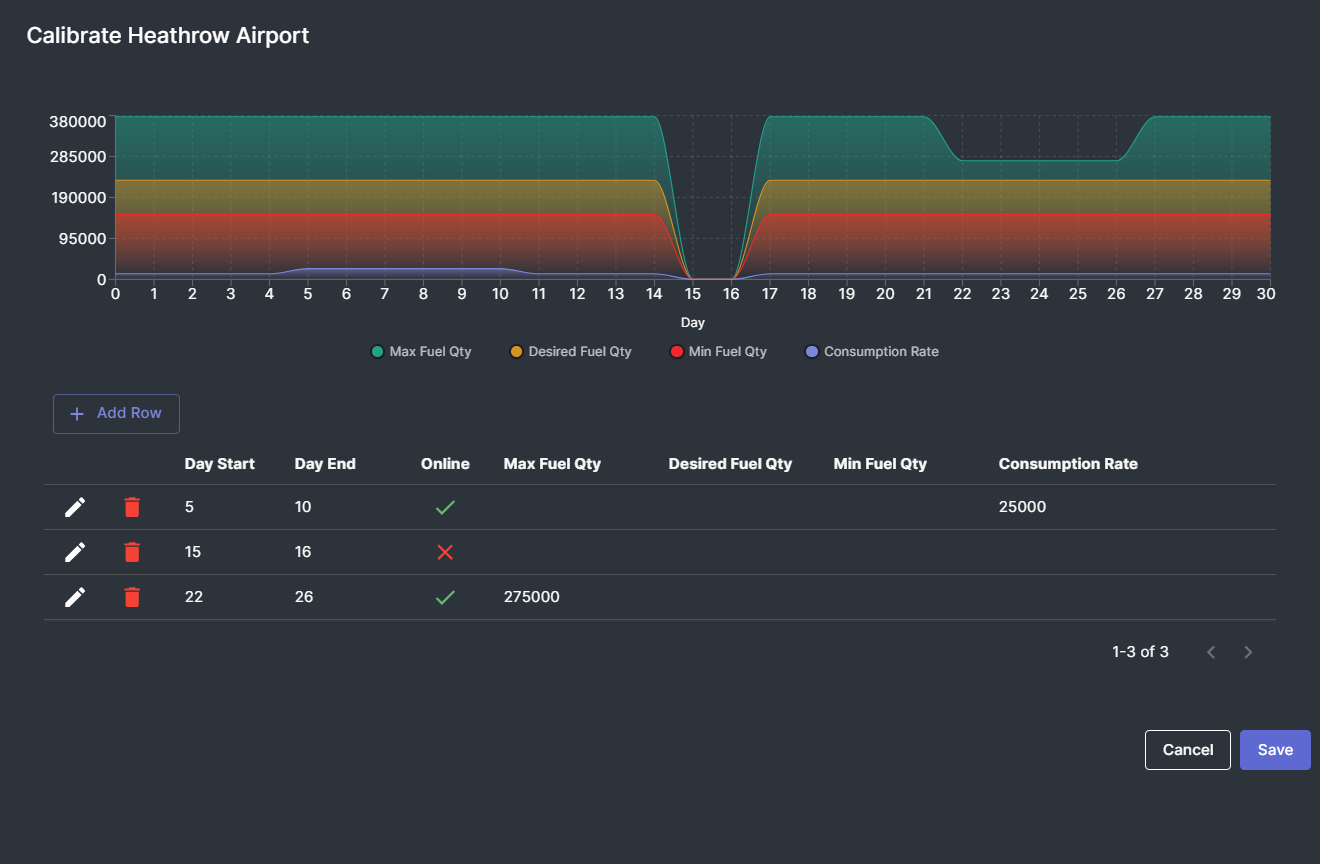 Calibrate Heathrow Airport
380000
285000
190000
95000
0
0 1 2 3 4 5 6 7 8 9 10 11 12 13 14 15 16 17 18 19 20 21 22 23 24 25 26 27 28 29 30
Day
Max Fuel Qty Desired Fuel Qty Min Fuel Qty Consumption Rate
+ Add Row
Day Start Day End Online Max Fuel Qty Desired Fuel Qty Min Fuel Qty Consumption Rate
5 10 25000
15 16
22 26 275000
1-3 of 3
Cancel Save